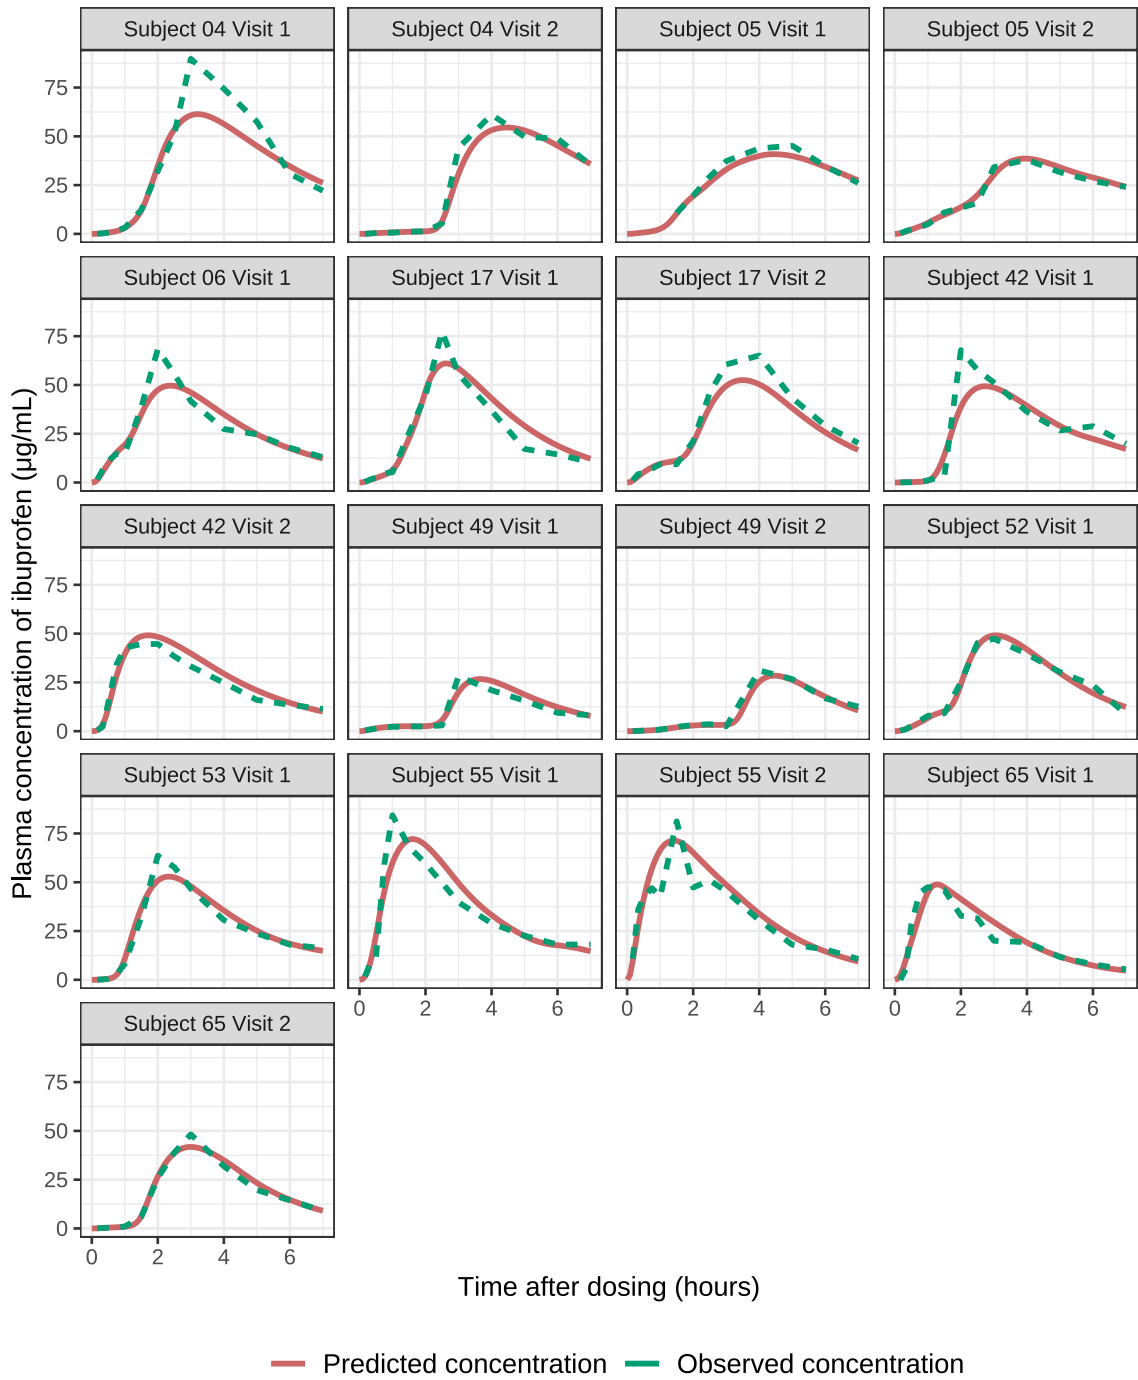 Subject 04 Visit 1
Subject 04 Visit 2
Subject 05 Visit 1
Subject 05 Visit 2
75
50
25
0
Subject 06 Visit 1
Subject 17 Visit 1
Subject 17 Visit 2
Subject 42 Visit 1
75
50
25
0
Subject 42 Visit 2
Subject 49 Visit 1
Subject 49 Visit 2
Subject 52 Visit 1
75
50
25
0
Subject 53 Visit 1
Subject 55 Visit 1
Subject 55 Visit 2
Subject 65 Visit 1
75
50
25
0
0 2 4 6
0 2 4 6
0 2 4 6
Subject 65 Visit 2
75
50
25
0
0 2 4 6
Plasma concentration of ibuprofen (μg/mL)
Time after dosing (hours)
Predicted concentration
Observed concentration